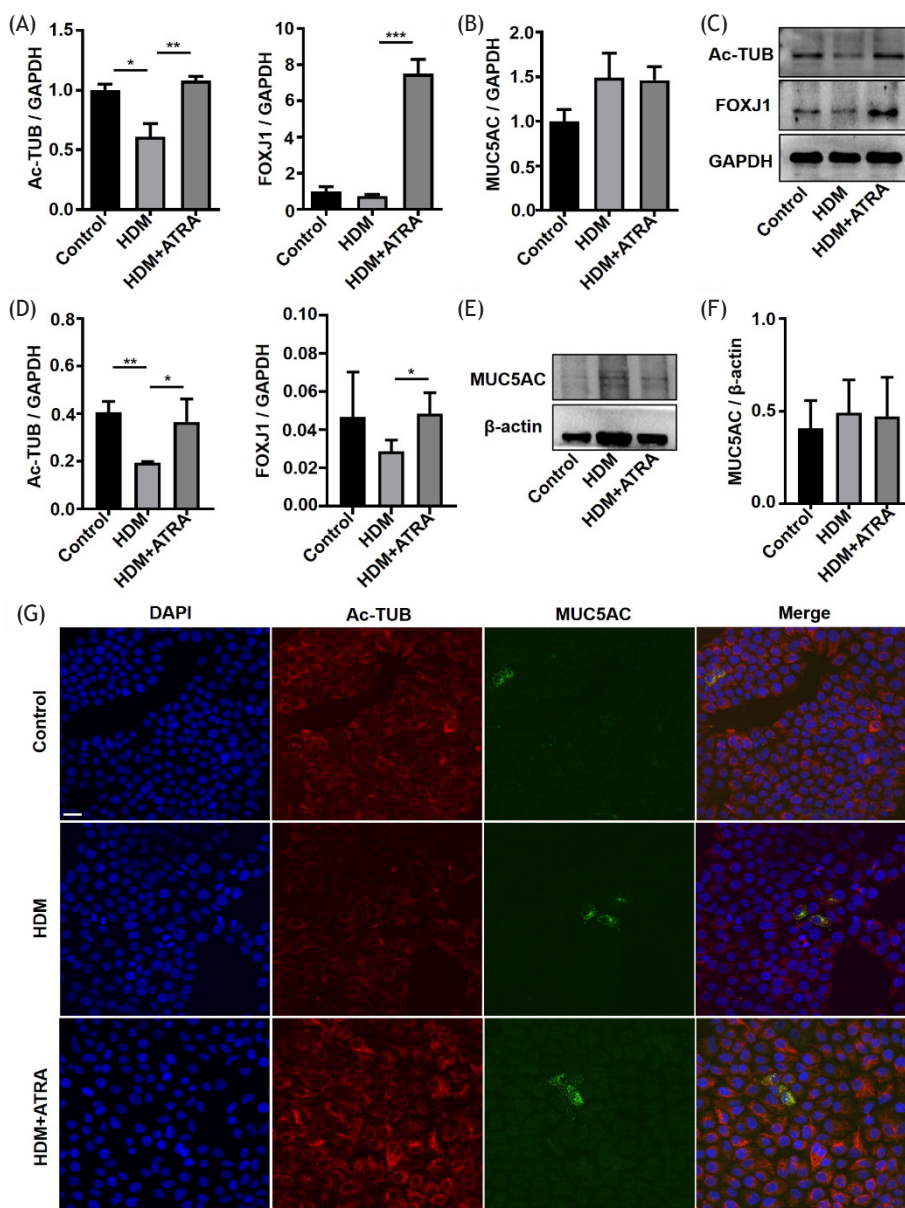 (A)
Ac-TUB / GAPDH
1.5
1.0
0.5
0.0
*
**
Control
HDM
HDM+ATRA
FOXJ1 / GAPDH
10
8
6
4
2
0
***
Control
HDM
HDM+ATRA
(B)
MUC5AC / GAPDH
2.0
1.5
1.0
0.5
0.0
Control
HDM
HDM+ATRA
(C)
Ac-TUB
FOXJ1
GAPDH
Control
HDM
HDM+ATRA
(D)
Ac-TUB / GAPDH
0.8
0.6
0.4
0.2
0.0
**
*
Control
HDM
HDM+ATRA
FOXJ1 / GAPDH
0.10
0.08
0.06
0.04
0.02
0.00
*
Control
HDM
HDM+ATRA
(E)
MUC5AC
β-actin
Control
HDM
HDM+ATRA
(F)
MUC5AC / β-actin
1.0
0.5
0.0
Control
HDM
HDM+ATRA
(G)
DAPI
Ac-TUB
MUC5AC
Merge
Control
HDM
HDM+ATRA